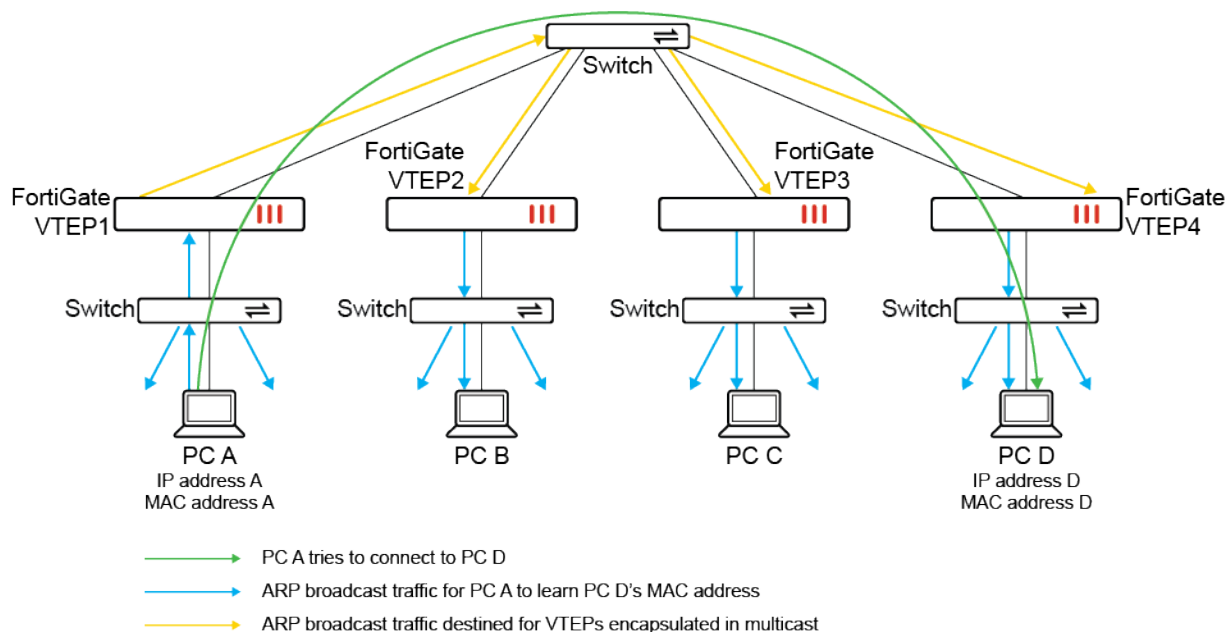 Switch
FortiGate
VTEP2
FortiGate
VTEP3
FortiGate
VTEP1
FortiGate
VTEP4
Switch
Switch
Switch
Switch
PC A
IP address A
MAC address A
PC B
PC C
PC D
IP address D
MAC address D
PC A tries to connect to PC D
ARP broadcast traffic for PC A to learn PC D's MAC address
ARP broadcast traffic destined for VTEPs encapsulated in multicast